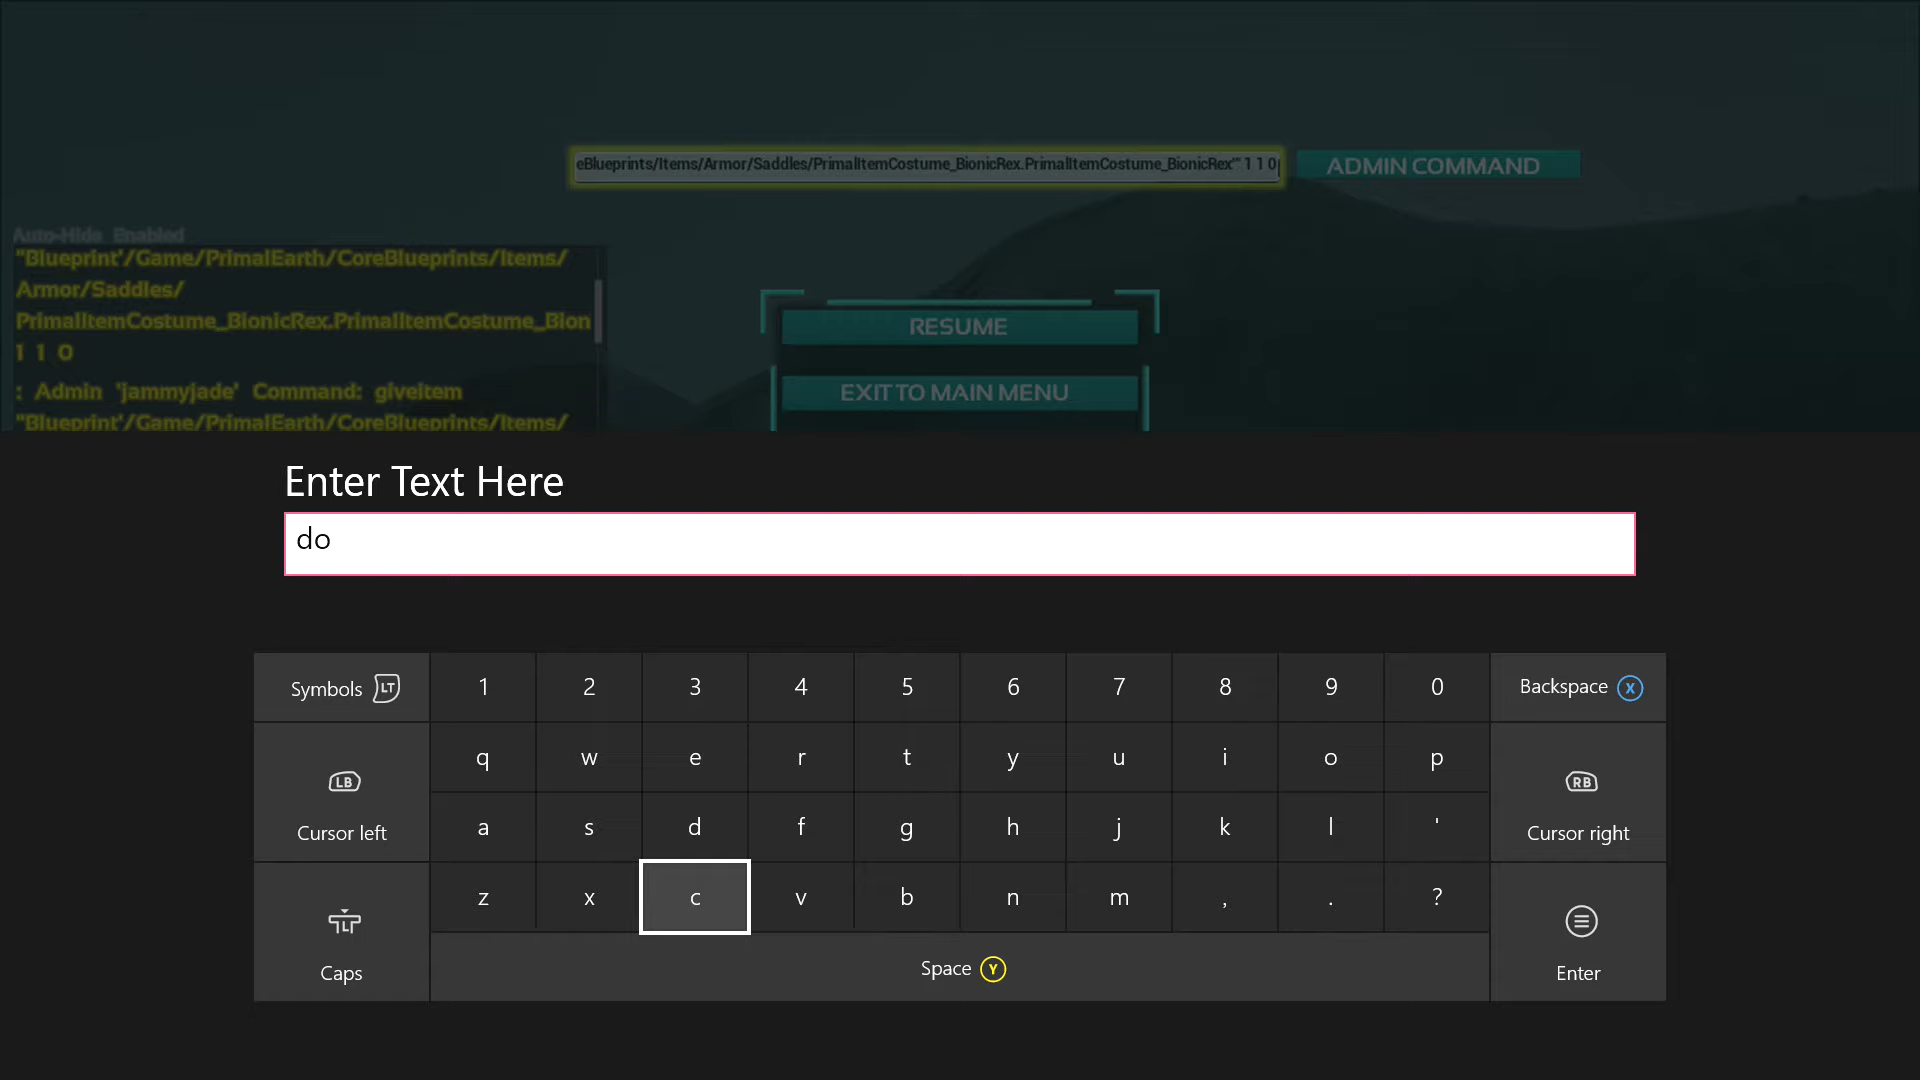 eBlueprints/Items/Armor/Saddles/PrimalItemCostume_BionicRex.PrimalItemCostume_BionicRex'" 1 1 0
ADMIN COMMAND
Auto-Hide Enabled
"Blueprint'/Game/PrimalEarth/CoreBlueprints/Items/
Armor/Saddles/
PrimalItemCostume_BionicRex.PrimalItemCostume_Bion
1 1 0
: Admin 'jammyjade' Command: giveitem
"Blueprint'/Game/PrimalEarth/CoreBlueprints/Items/
RESUME
EXIT TO MAIN MENU
Enter Text Here
do
Symbols LT 1 2 3 4 5 6 7 8 9 0 Backspace X
q w e r t y u i o p
LB RB
Cursor left a s d f g h j k l ' Cursor right
z x c v b n m , . ?
Caps Space Y Enter